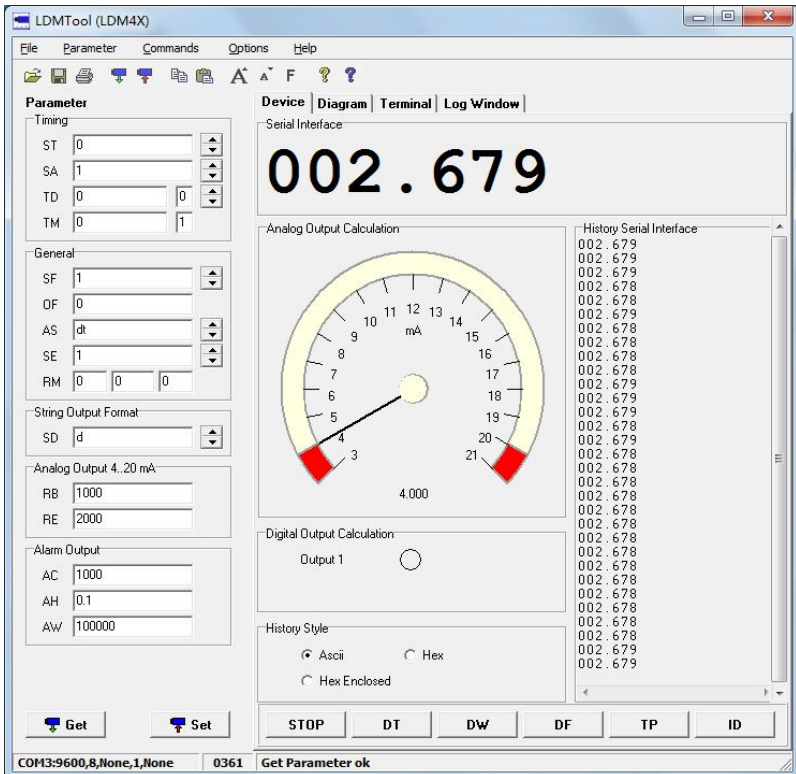 LDMTool (LDM4X)
File Parameter Commands Options Help
A A F ? ?
Parameter
Timing
ST 0
SA 1
TD 0 0
TM 0 1
General
SF 1
OF 0
AS dt
SE 1
RM 0 0 0
String Output Format
SD d
Analog Output 4..20 mA
RB 1000
RE 2000
Alarm Output
AC 1000
AH 0.1
AW 100000
Get Set
Device Diagram Terminal Log Window
Serial Interface
002.679
Analog Output Calculation
3 4 5 6 7 8 9 10 11 12 13 14 15 16 17 18 19 20 21
mA
4.000
Digital Output Calculation
Output 1
History Style
Ascii Hex
Hex Enclosed
History Serial Interface
002.679
002.679
002.679
002.678
002.678
002.679
002.678
002.678
002.678
002.678
002.679
002.679
002.678
002.679
002.679
002.679
002.678
002.678
002.678
002.678
002.678
002.678
002.678
002.678
002.678
002.678
002.678
002.678
002.678
002.679
002.679
STOP DT DW DF TP ID
COM3:9600,8,None,1,None 0361 Get Parameter ok